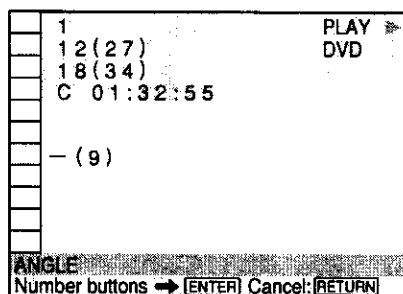 1 PLAY
12(27) DVD
18(34)
C 01:32:55
– (9)
ANGLE
Number buttons ➡ ENTER Cancel: RETURN